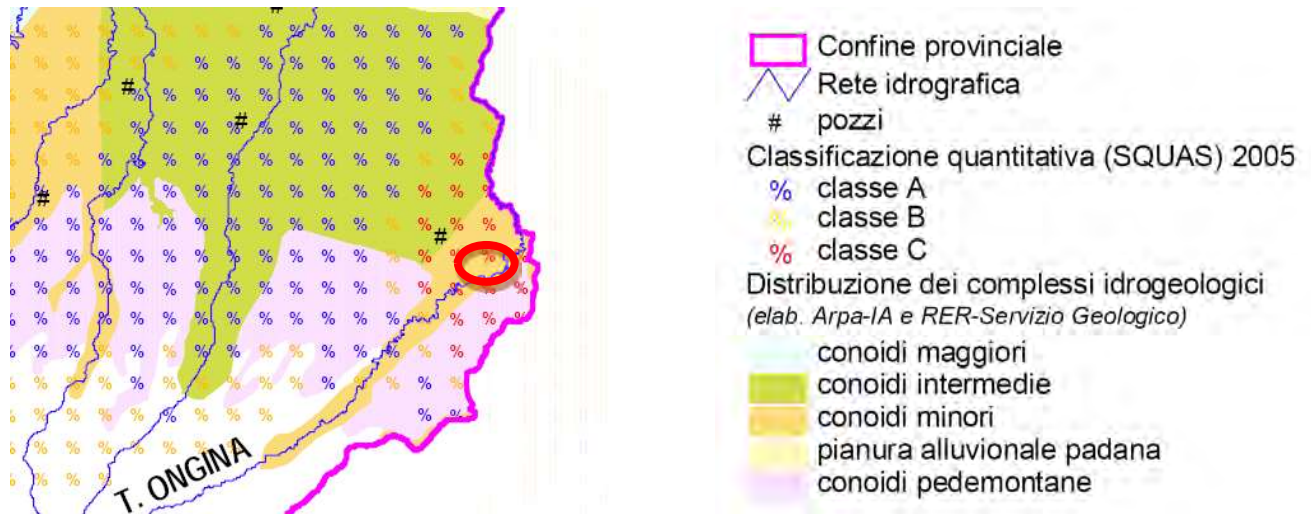 T. ONGINA
Confine provinciale
Rete idrografica
# pozzi
Classificazione quantitativa (SQUAS) 2005
% classe A
% classe B
% classe C
Distribuzione dei complessi idrogeologici
(elab. Arpa-IA e RER-Servizio Geologico)
conoidi maggiori
conoidi intermedie
conoidi minori
pianura alluvionale padana
conoidi pedemontane